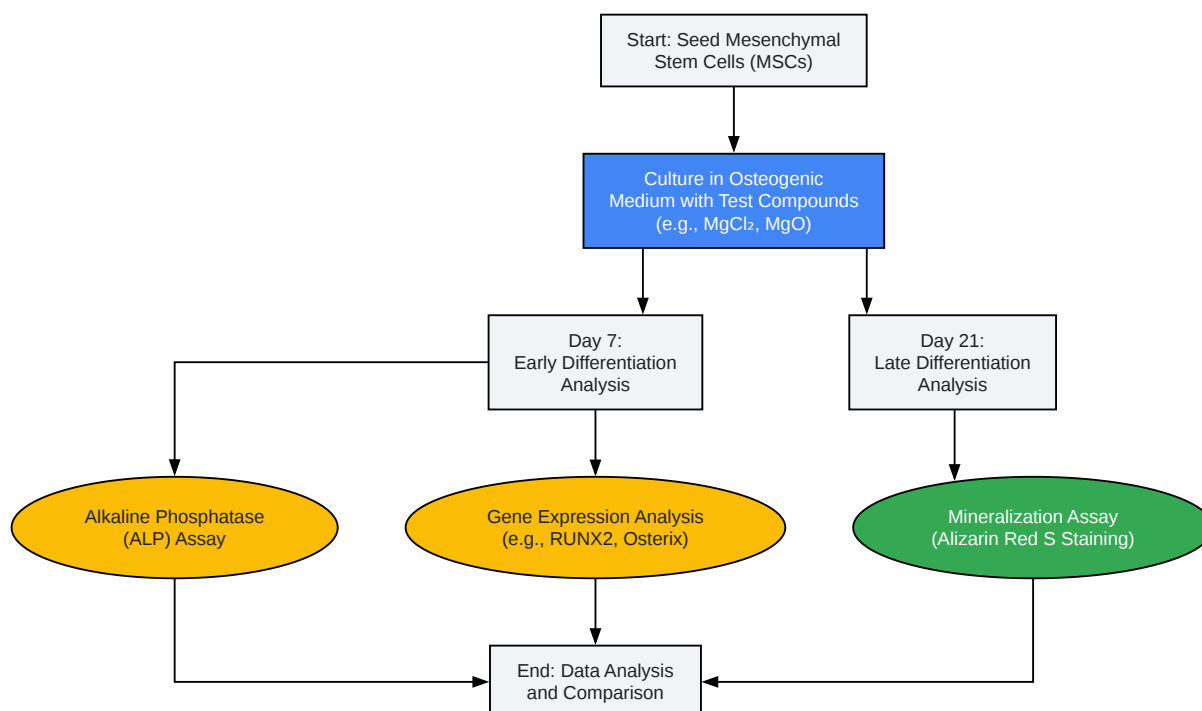 Start: Seed Mesenchymal
Stem Cells (MSCs)
Culture in Osteogenic
Medium with Test Compounds
(e.g., MgCl₂, MgO)
Day 7:
Early Differentiation
Analysis
Day 21:
Late Differentiation
Analysis
Alkaline Phosphatase
(ALP) Assay
Gene Expression Analysis
(e.g., RUNX2, Osterix)
Mineralization Assay
(Alizarin Red S Staining)
End: Data Analysis
and Comparison